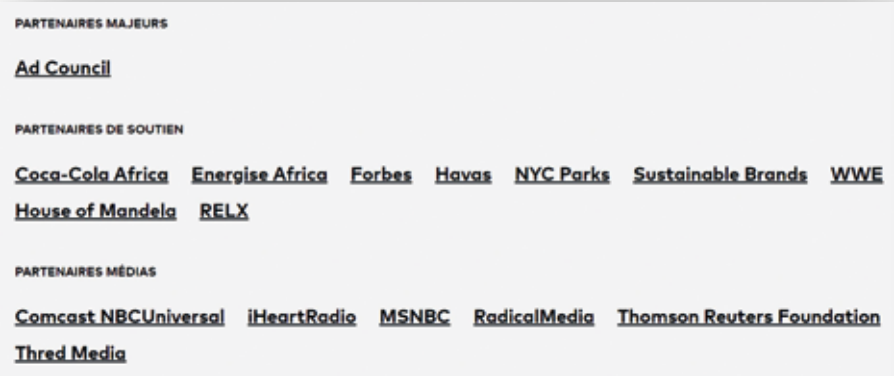 PARTENAIRES MAJEURS
Ad Council
PARTENAIRES DE SOUTIEN
Coca-Cola Africa Energise Africa Forbes Havas NYC Parks Sustainable Brands WWE
House of Mandela RELX
PARTENAIRES MÉDIAS
Comcast NBCUniversal iHeartRadio MSNBC RadicalMedia Thomson Reuters Foundation
Thred Media